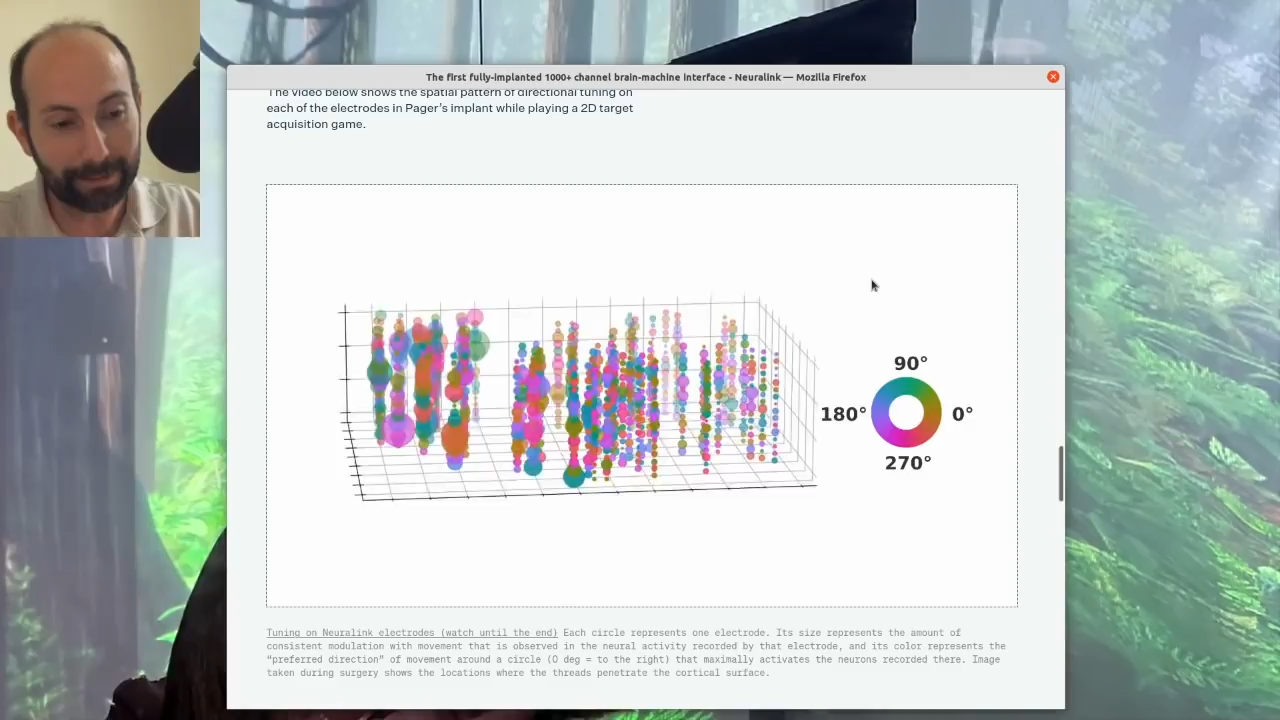 The first fully-implanted 1000+ channel brain-machine interface - Neuralink — Mozilla Firefox
The video below shows the spatial pattern of directional tuning on
each of the electrodes in Pager’s implant while playing a 2D target
acquisition game.
90°
180°
0°
270°
Tuning on Neuralink electrodes (watch until the end) Each circle represents one electrode. Its size represents the amount of
consistent modulation with movement that is observed in the neural activity recorded by that electrode, and its color represents the
“preferred direction” of movement around a circle (0 deg = to the right) that maximally activates the neurons recorded there. Image
taken during surgery shows the locations where the threads penetrate the cortical surface.